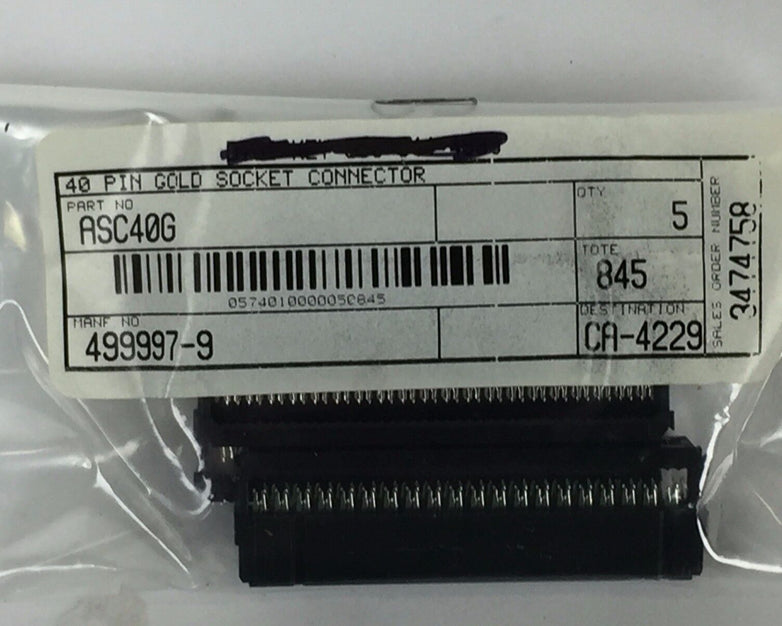 40 PIN GOLD SOCKET CONNECTOR
PART NO
ASC40G
QTY
5
0574010000050845
TOTE
845
MANF NO
499997-9
DESTINATION
CA-4229
SALES ORDER NUMBER
3474758